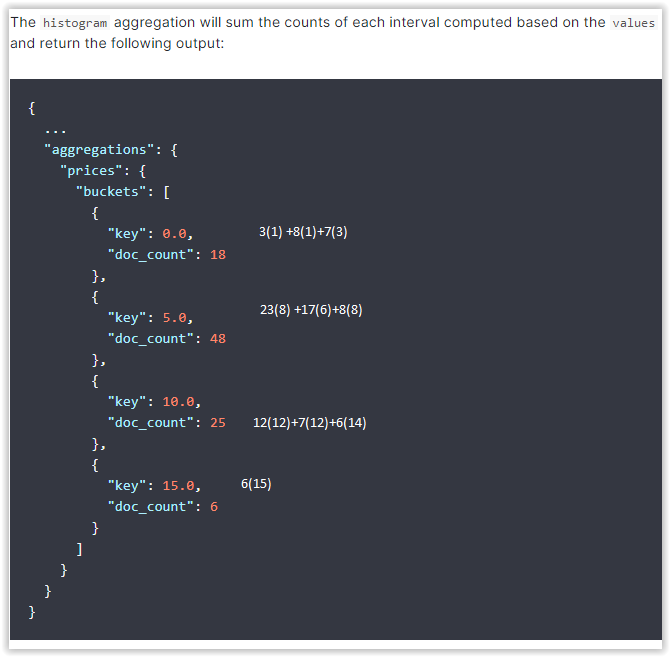 The histogram aggregation will sum the counts of each interval computed based on the values
and return the following output:
{
...
"aggregations": {
"prices": {
"buckets": [
{
"key": 0.0, 3(1) +8(1)+7(3)
"doc_count": 18
},
{
"key": 5.0, 23(8) +17(6)+8(8)
"doc_count": 48
},
{
"key": 10.0,
"doc_count": 25 12(12)+7(12)+6(14)
},
{
"key": 15.0, 6(15)
"doc_count": 6
}
]
}
}
}